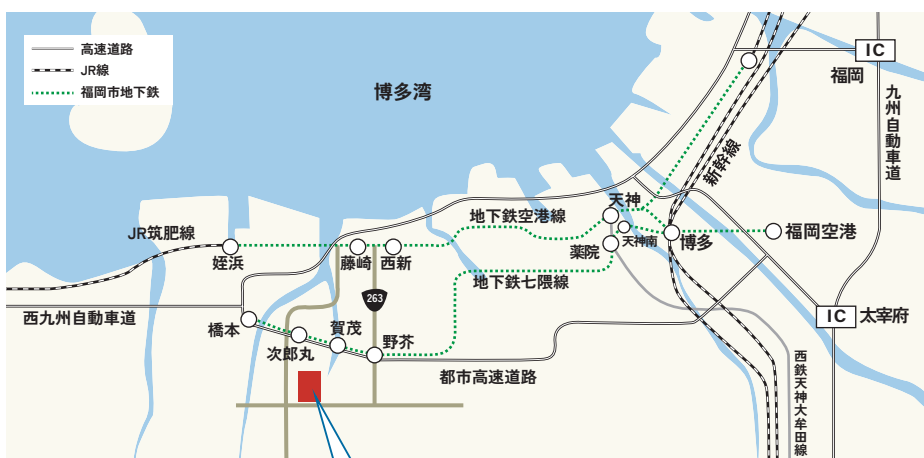 高速道路
JR線
福岡市地下鉄
博多湾
IC
福岡
九州自動車道
新幹線
天神
地下鉄空港線
JR筑肥線
天神南
博多
福岡空港
姪浜
藤崎
西新
薬院
地下鉄七隈線
263
西九州自動車道
橋本
賀茂
次郎丸
野芥
IC
太宰府
都市高速道路
西鉄天神大牟田線